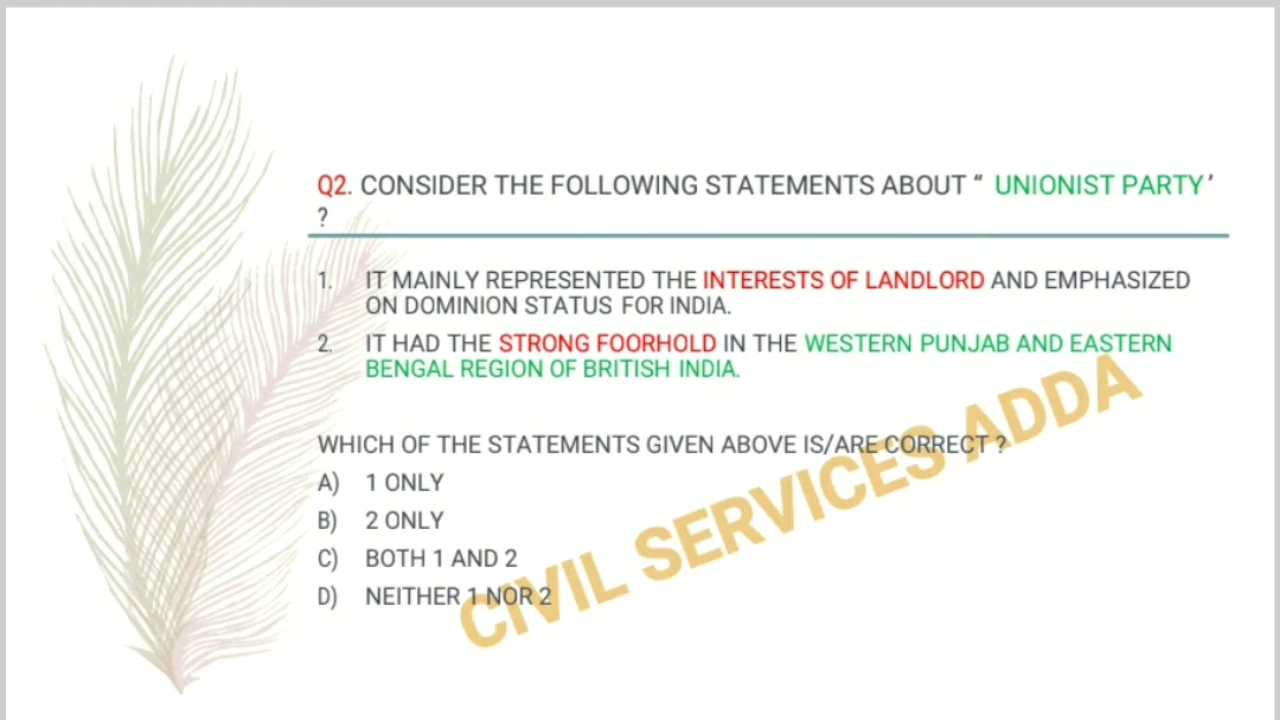 Q2. CONSIDER THE FOLLOWING STATEMENTS ABOUT “ UNIONIST PARTY’
?
1. IT MAINLY REPRESENTED THE INTERESTS OF LANDLORD AND EMPHASIZED
ON DOMINION STATUS FOR INDIA.
2. IT HAD THE STRONG FOORHOLD IN THE WESTERN PUNJAB AND EASTERN
BENGAL REGION OF BRITISH INDIA.
WHICH OF THE STATEMENTS GIVEN ABOVE IS/ARE CORRECT ?
A) 1 ONLY
B) 2 ONLY
C) BOTH 1 AND 2
D) NEITHER 1 NOR 2
CIVIL SERVICES ADDA